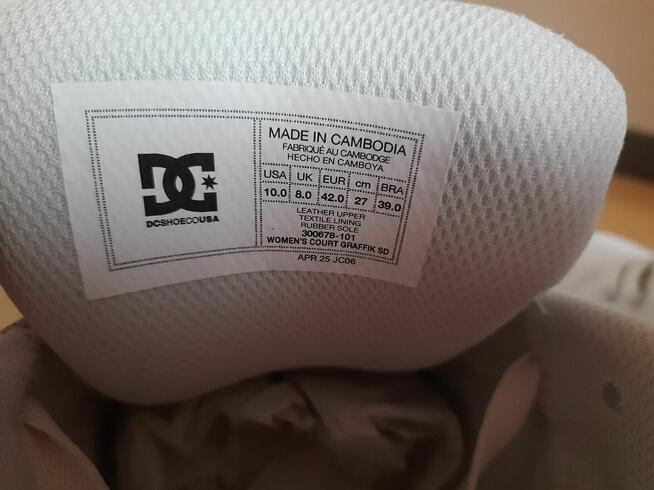 DCSHOECOUSA
MADE IN CAMBODIA
FABRIQUÉ AU CAMBODGE
HECHO EN CAMBOYA
USA UK EUR cm BRA
10.0 8.0 42.0 27 39.0
LEATHER UPPER
TEXTILE LINING
RUBBER SOLE
300678-101
WOMEN'S COURT GRAFFIK SD
APR 25 JC06